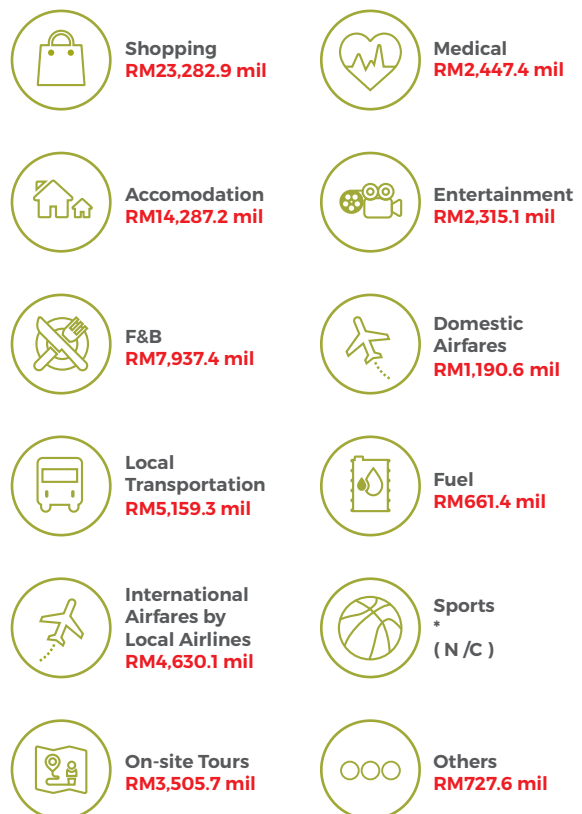 Shopping
RM23,282.9 mil
Medical
RM2,447.4 mil
Accomodation
RM14,287.2 mil
Entertainment
RM2,315.1 mil
F&B
RM7,937.4 mil
Domestic
Airfares
RM1,190.6 mil
Local
Transportation
RM5,159.3 mil
Fuel
RM661.4 mil
International
Airfares by
Local Airlines
RM4,630.1 mil
Sports
*
( N /C )
On-site Tours
RM3,505.7 mil
Others
RM727.6 mil